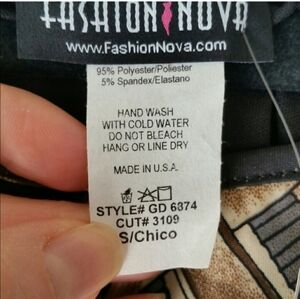 FASHION NOVA
www.FashionNova.com
95% Polyester/Poliester
5% Spandex/Elastano
HAND WASH
WITH COLD WATER
DO NOT BLEACH
HANG OR LINE DRY
MADE IN U.S.A.
STYLE# GD 6874
CUT# 3109
S/Chico